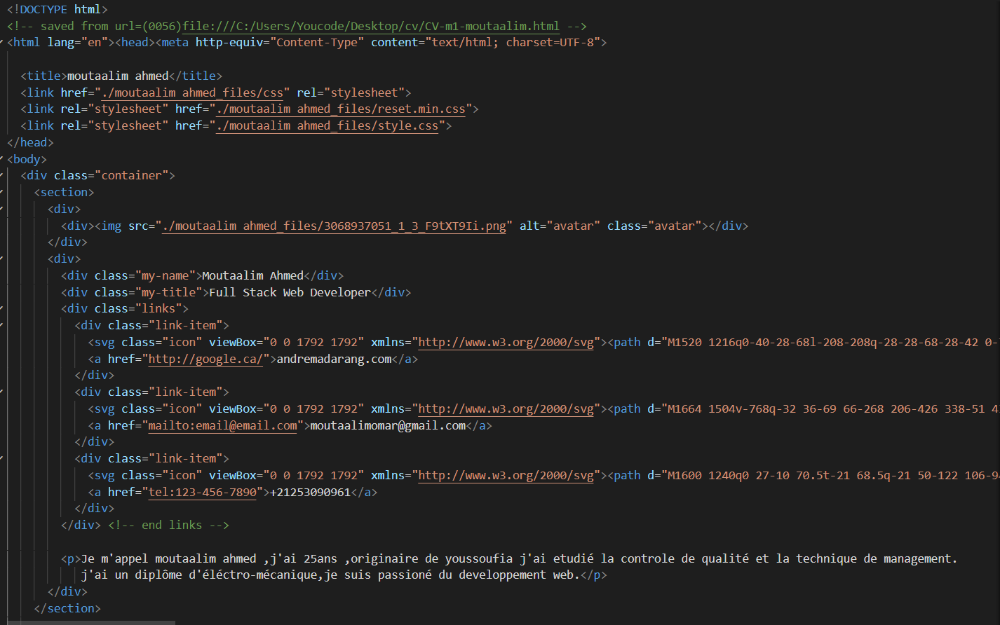 <!DOCTYPE html>
<!-- saved from url=(0056)file:///C:/Users/Youcode/Desktop/cv/CV-m1-moutaalim.html -->
<html lang="en"><head><meta http-equiv="Content-Type" content="text/html; charset=UTF-8">
<title>moutaalim ahmed</title>
<link href="./moutaalim ahmed_files/css" rel="stylesheet">
<link rel="stylesheet" href="./moutaalim ahmed_files/reset.min.css">
<link rel="stylesheet" href="./moutaalim ahmed_files/style.css">
</head>
<body>
<div class="container">
<section>
<div>
<div><img src="./moutaalim ahmed_files/3068937051_1_3_F9tXT9Ii.png" alt="avatar" class="avatar"></div>
</div>
<div>
<div class="my-name">Moutaalim Ahmed</div>
<div class="my-title">Full Stack Web Developer</div>
<div class="links">
<div class="link-item">
<svg class="icon" viewBox="0 0 1792 1792" xmlns="http://www.w3.org/2000/svg"><path d="M1520 1216q0-40-28-68l-208-208q-28-28-68-28-42 0-
<a href="http://google.ca/">andremadarang.com</a>
</div>
<div class="link-item">
<svg class="icon" viewBox="0 0 1792 1792" xmlns="http://www.w3.org/2000/svg"><path d="M1664 1504v-768q-32 36-69 66-268 206-426 338-51 4
<a href="mailto:email@email.com">moutaalimomar@gmail.com</a>
</div>
<div class="link-item">
<svg class="icon" viewBox="0 0 1792 1792" xmlns="http://www.w3.org/2000/svg"><path d="M1600 1240q0 27-10 70.5t-21 68.5q-21 50-122 106-94
<a href="tel:123-456-7890">+21253090961</a>
</div>
</div> <!-- end links -->
<p>Je m'appel moutaalim ahmed ,j'ai 25ans ,originaire de youssoufia j'ai etudié la controle de qualité et la technique de management.
j'ai un diplôme d'éléctro-mécanique,je suis passioné du developpement web.</p>
</div>
</section>